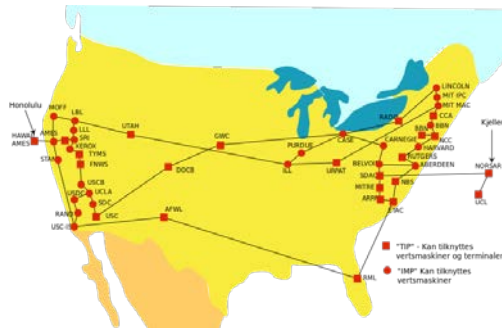 Honolulu
HAWAII
AMES
MOFF
LBL
LLL
SRI
XEROX
TYMS
FNWS
AMES
STAN
UTAH
GWC
DOCB
USCB
UCLA
SDC
USC
USDC
RAND
USC-IS
AFWL
PURDUE
ILL
URPAT
CASE
RADC
CARNEGIE
LINCOLN
MIT IPC
MIT MAC
CCA
BBN
BBN
NCC
HARVARD
RUTGERS
ABERDEEN
BELVOI
SDAC
NBS
MITRE
ARPA
ETAC
RML
Kjeller
NORSAR
UCL
"TIP" - Kan tilknyttes
vertsmaskiner og terminaler
"IMP" Kan tilknyttes
vertsmaskiner